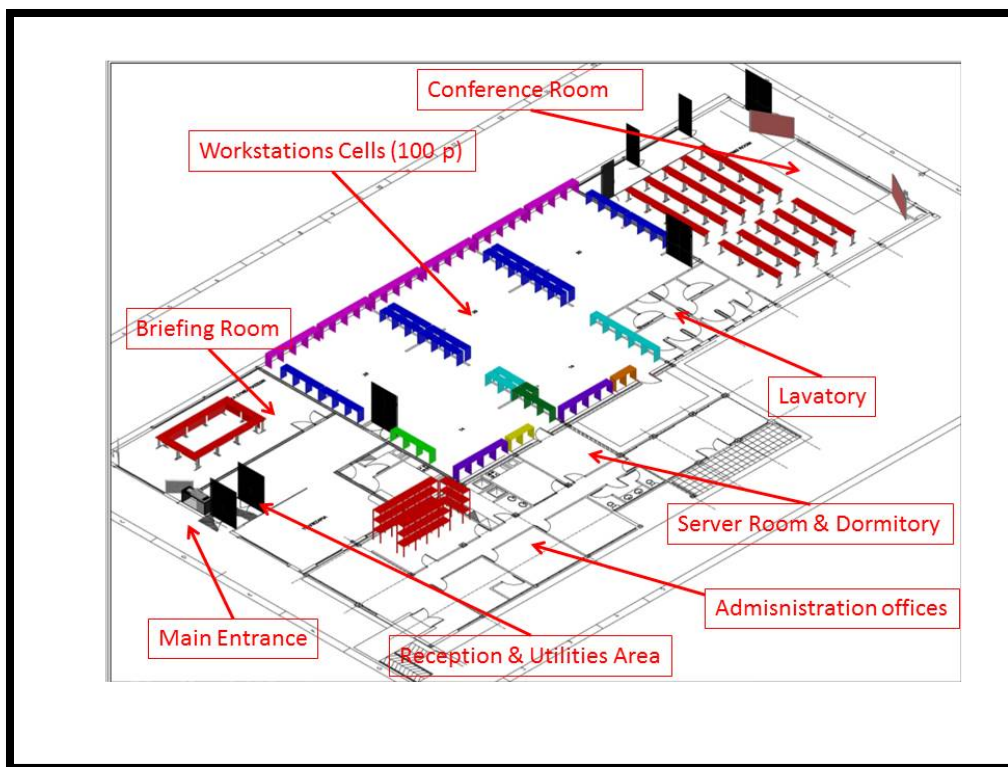 Conference Room
Workstations Cells (100 p)
Briefing Room
Lavatory
Server Room & Dormitory
Admisnistration offices
Main Entrance
Reception & Utilities Area